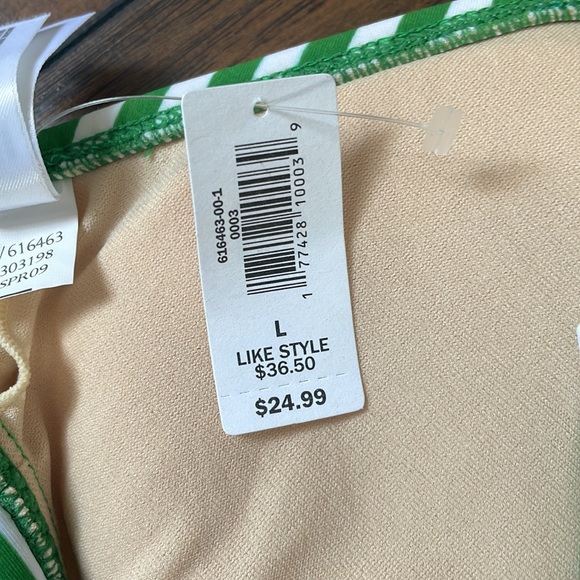 /616463
303198
SPR09
616463-00-1
0003
1 77428 10003 9
L
LIKE STYLE
$36.50
$24.99